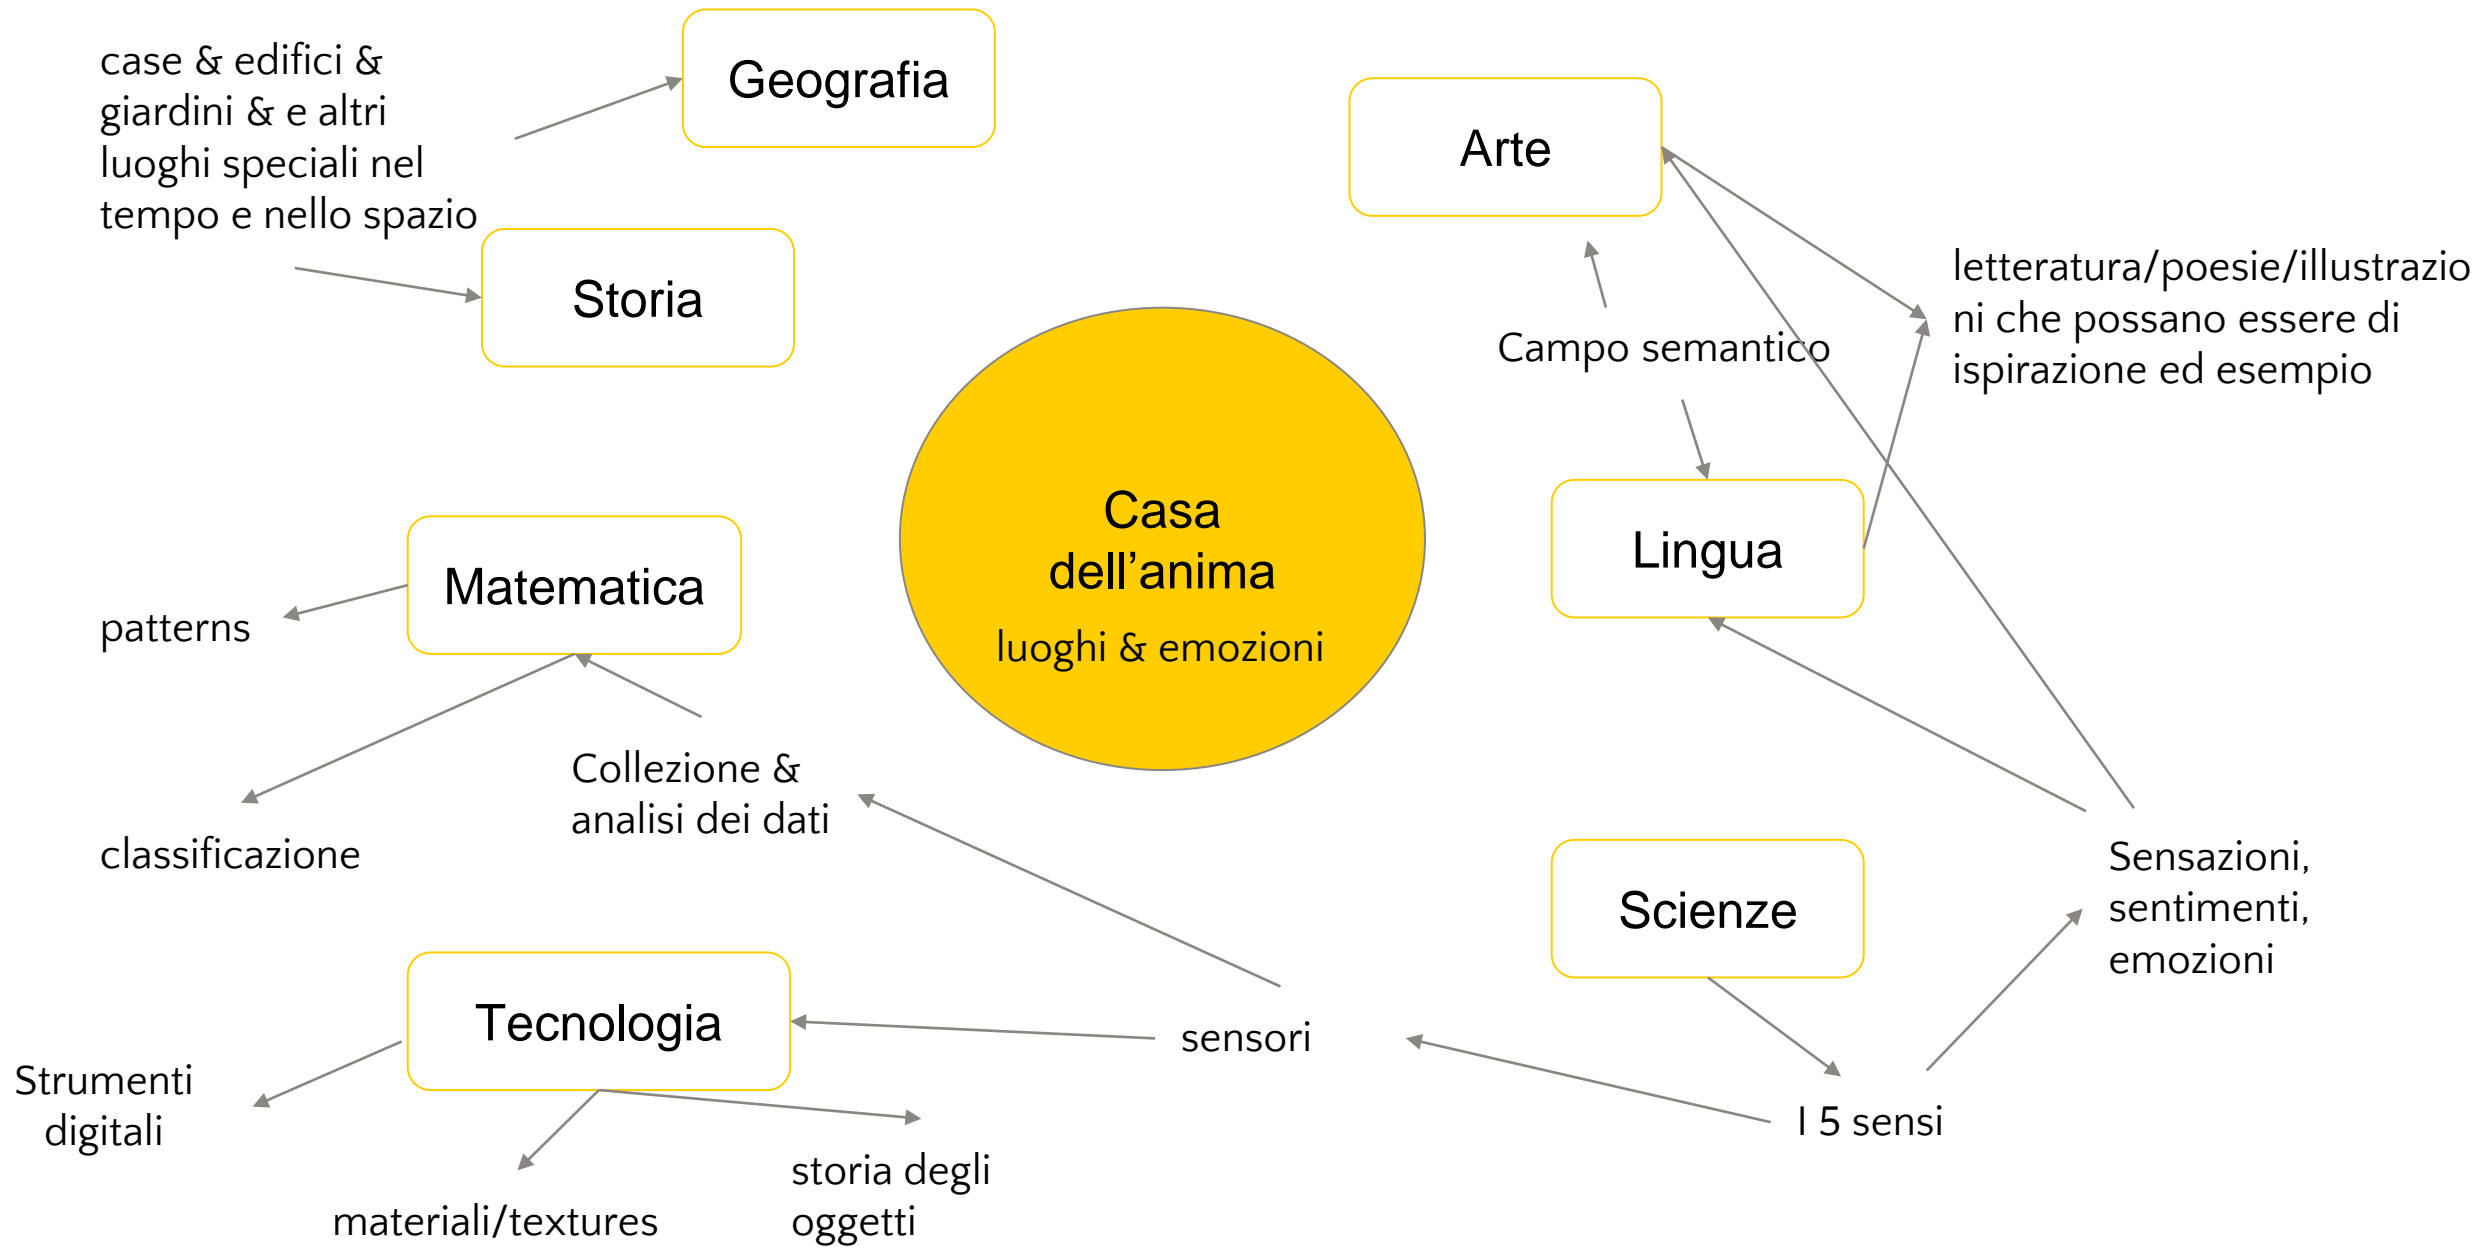 case & edifici &
giardini & e altri
luoghi speciali nel
tempo e nello spazio
Geografia
Storia
Arte
letteratura/poesie/illustrazio
ni che possano essere di
ispirazione ed esempio
Campo semantico
Casa
dell’anima
luoghi & emozioni
Lingua
Matematica
patterns
classificazione
Collezione &
analisi dei dati
Scienze
Sensazioni,
sentimenti,
emozioni
Tecnologia
sensori
I 5 sensi
Strumenti
digitali
materiali/textures
storia degli
oggetti